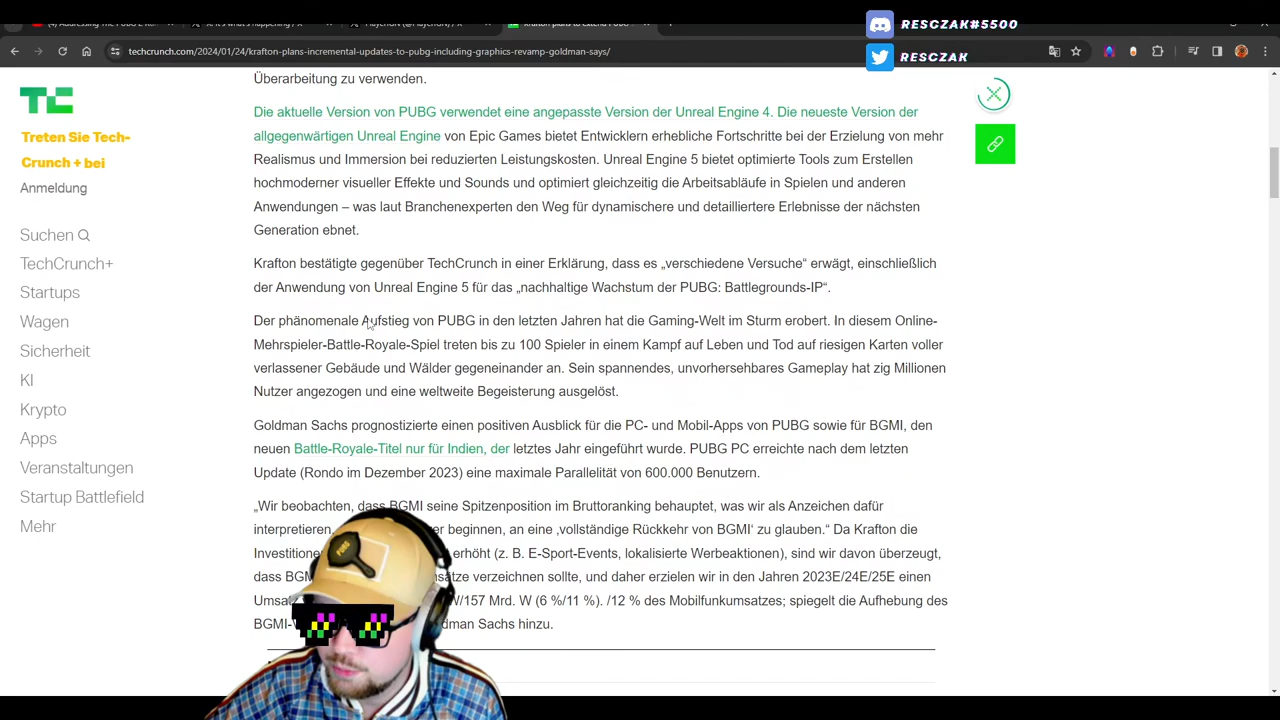 RESCZAK#5500
techcrunch.com/2024/01/24/krafton-plans-incremental-updates-to-pubg-including-graphics-revamp-goldman-says/
RESCZAK
TC
Treten Sie Tech-
Crunch + bei
Anmeldung
Suchen
TechCrunch+
Startups
Wagen
Sicherheit
KI
Krypto
Apps
Veranstaltungen
Startup Battlefield
Mehr
Überarbeitung zu verwenden.
Die aktuelle Version von PUBG verwendet eine angepasste Version der Unreal Engine 4. Die neueste Version der
allgegenwärtigen Unreal Engine von Epic Games bietet Entwicklern erhebliche Fortschritte bei der Erzielung von mehr
Realismus und Immersion bei reduzierten Leistungskosten. Unreal Engine 5 bietet optimierte Tools zum Erstellen
hochmoderner visueller Effekte und Sounds und optimiert gleichzeitig die Arbeitsabläufe in Spielen und anderen
Anwendungen – was laut Branchenexperten den Weg für dynamischere und detailliertere Erlebnisse der nächsten
Generation ebnet.
Krafton bestätigte gegenüber TechCrunch in einer Erklärung, dass es „verschiedene Versuche“ erwägt, einschließlich
der Anwendung von Unreal Engine 5 für das „nachhaltige Wachstum der PUBG: Battlegrounds-IP“.
Der phänomenale Aufstieg von PUBG in den letzten Jahren hat die Gaming-Welt im Sturm erobert. In diesem Online-
Mehrspieler-Battle-Royale-Spiel treten bis zu 100 Spieler in einem Kampf auf Leben und Tod auf riesigen Karten voller
verlassener Gebäude und Wälder gegeneinander an. Sein spannendes, unvorhersehbares Gameplay hat zig Millionen
Nutzer angezogen und eine weltweite Begeisterung ausgelöst.
Goldman Sachs prognostizierte einen positiven Ausblick für die PC- und Mobil-Apps von PUBG sowie für BGMI, den
neuen Battle-Royale-Titel nur für Indien, der letztes Jahr eingeführt wurde. PUBG PC erreichte nach dem letzten
Update (Rondo im Dezember 2023) eine maximale Parallelität von 600.000 Benutzern.
„Wir beobachten, dass BGMI seine Spitzenposition im Bruttoranking behauptet, was wir als Anzeichen dafür
interpretieren, beginnen, an eine ‚vollständige Rückkehr von BGMI‘ zu glauben.“ Da Krafton die
erhöht (z. B. E-Sport-Events, lokalisierte Werbeaktionen), sind wir davon überzeugt,
dass verzeichnen sollte, und daher erzielen wir in den Jahren 2023E/24E/25E einen
157 Mrd. W (6 %/11 %). /12 % des Mobilfunkumsatzes; spiegelt die Aufhebung des
Sachs hinzu.
PUBG